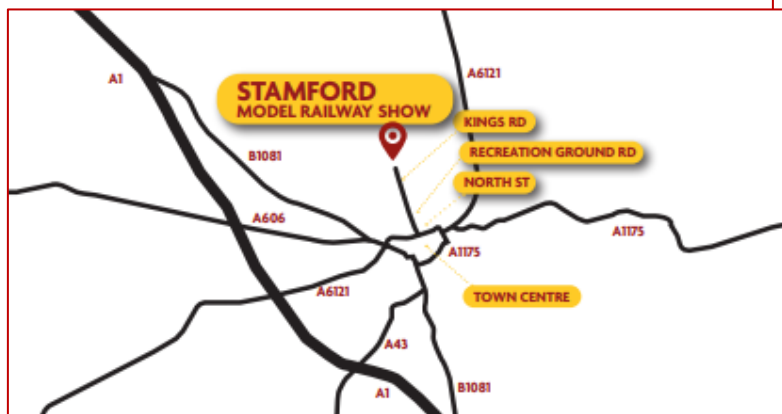 A1
A6121
STAMFORD
MODEL RAILWAY SHOW
KINGS RD
B1081
RECREATION GROUND RD
NORTH ST
A606
A1175
A1175
A6121
TOWN CENTRE
A43
A1
B1081